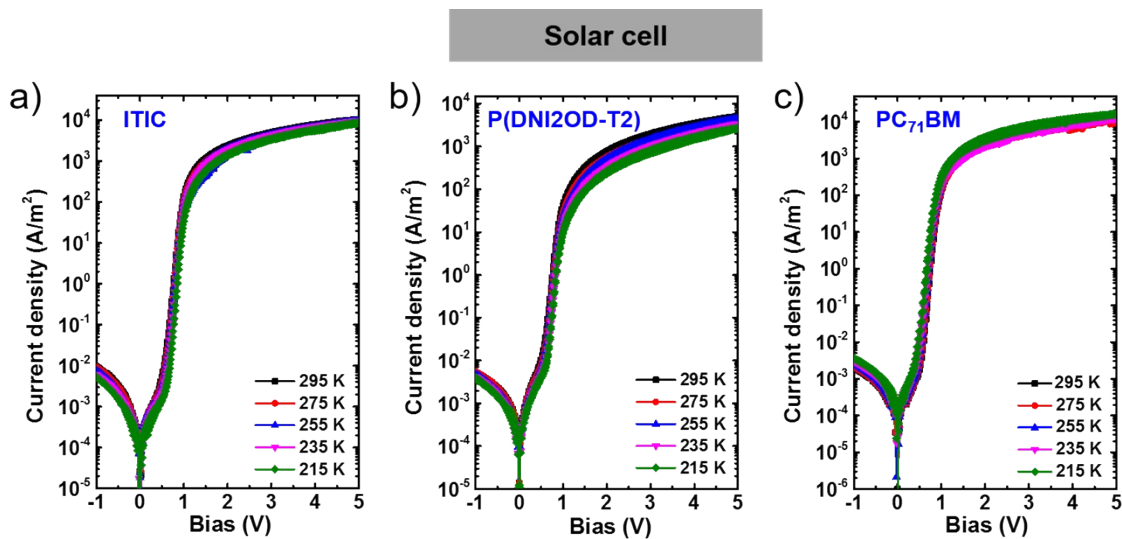 Solar cell
a)
ITIC
Current density (A/m²)
10⁴
10³
10²
10¹
10⁰
10⁻¹
10⁻²
10⁻³
10⁻⁴
10⁻⁵
295 K
275 K
255 K
235 K
215 K
-1 0 1 2 3 4 5
Bias (V)
b)
P(DNI2OD-T2)
Current density (A/m²)
10⁴
10³
10²
10¹
10⁰
10⁻¹
10⁻²
10⁻³
10⁻⁴
10⁻⁵
295 K
275 K
255 K
235 K
215 K
-1 0 1 2 3 4 5
Bias (V)
c)
PC₇₁BM
Current density (A/m²)
10⁴
10³
10²
10¹
10⁰
10⁻¹
10⁻²
10⁻³
10⁻⁴
10⁻⁵
10⁻⁶
295 K
275 K
255 K
235 K
215 K
-1 0 1 2 3 4 5
Bias (V)